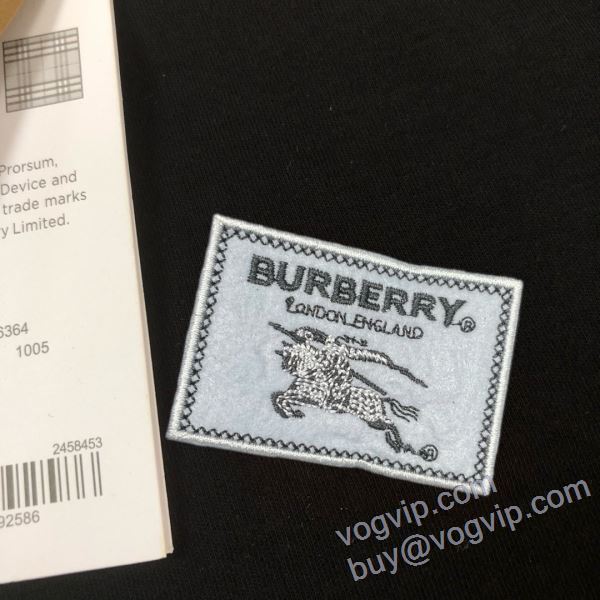 Prorsum,
Device and
trade marks
y Limited.
6364
1005
2458453
92586
BURBERRY®
LONDON, ENGLAND
®
vogvip.com
buy@vogvip.com